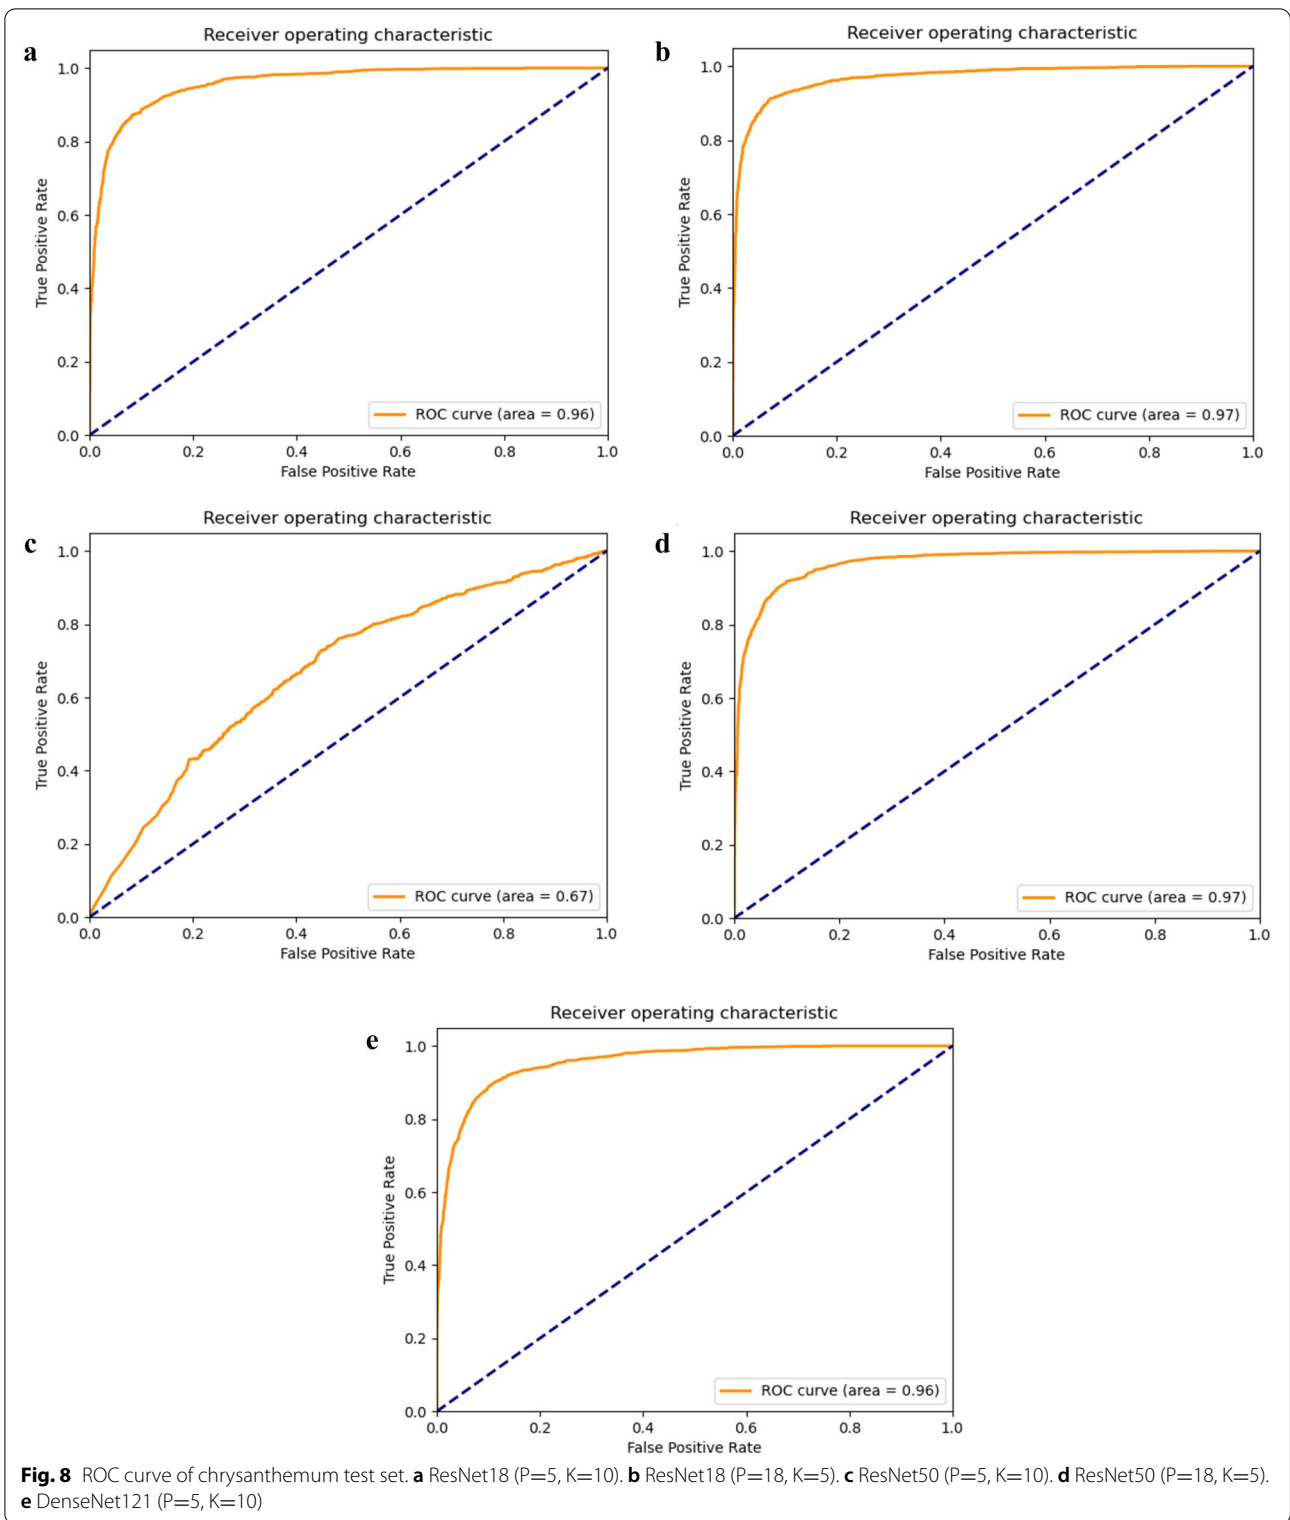 a
Receiver operating characteristic
1.0
0.8
0.6
0.4
0.2
0.0
True Positive Rate
ROC curve (area = 0.96)
0.0 0.2 0.4 0.6 0.8 1.0
False Positive Rate
b
Receiver operating characteristic
1.0
0.8
0.6
0.4
0.2
0.0
True Positive Rate
ROC curve (area = 0.97)
0.0 0.2 0.4 0.6 0.8 1.0
False Positive Rate
c
Receiver operating characteristic
1.0
0.8
0.6
0.4
0.2
0.0
True Positive Rate
ROC curve (area = 0.67)
0.0 0.2 0.4 0.6 0.8 1.0
False Positive Rate
d
Receiver operating characteristic
1.0
0.8
0.6
0.4
0.2
0.0
True Positive Rate
ROC curve (area = 0.97)
0.0 0.2 0.4 0.6 0.8 1.0
False Positive Rate
e
Receiver operating characteristic
1.0
0.8
0.6
0.4
0.2
0.0
True Positive Rate
ROC curve (area = 0.96)
0.0 0.2 0.4 0.6 0.8 1.0
False Positive Rate
Fig. 8 ROC curve of chrysanthemum test set. a ResNet18 (P=5, K=10). b ResNet18 (P=18, K=5). c ResNet50 (P=5, K=10). d ResNet50 (P=18, K=5).
e DenseNet121 (P=5, K=10)